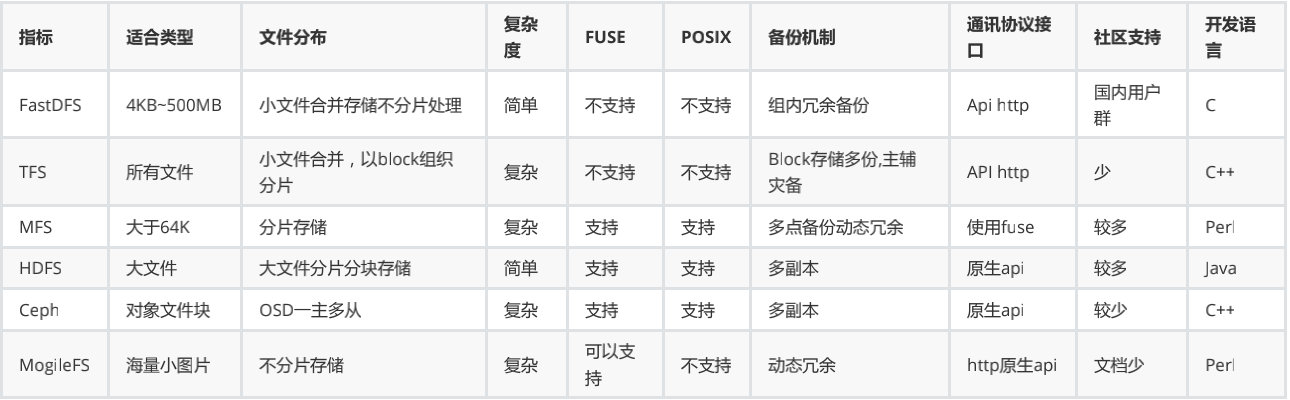 指标 适合类型 文件分布 复杂度 FUSE POSIX 备份机制 通讯协议接口 社区支持 开发语言
FastDFS 4KB~500MB 小文件合并存储不分片处理 简单 不支持 不支持 组内冗余备份 Api http 国内用户群 C
TFS 所有文件 小文件合并，以block组织分片 复杂 不支持 不支持 Block存储多份,主辅灾备 API http 少 C++
MFS 大于64K 分片存储 复杂 支持 支持 多点备份动态冗余 使用fuse 较多 Perl
HDFS 大文件 大文件分片分块存储 简单 支持 支持 多副本 原生api 较多 Java
Ceph 对象文件块 OSD一主多从 复杂 支持 支持 多副本 原生api 较少 C++
MogileFS 海量小图片 不分片存储 复杂 可以支持 不支持 动态冗余 http原生api 文档少 Perl